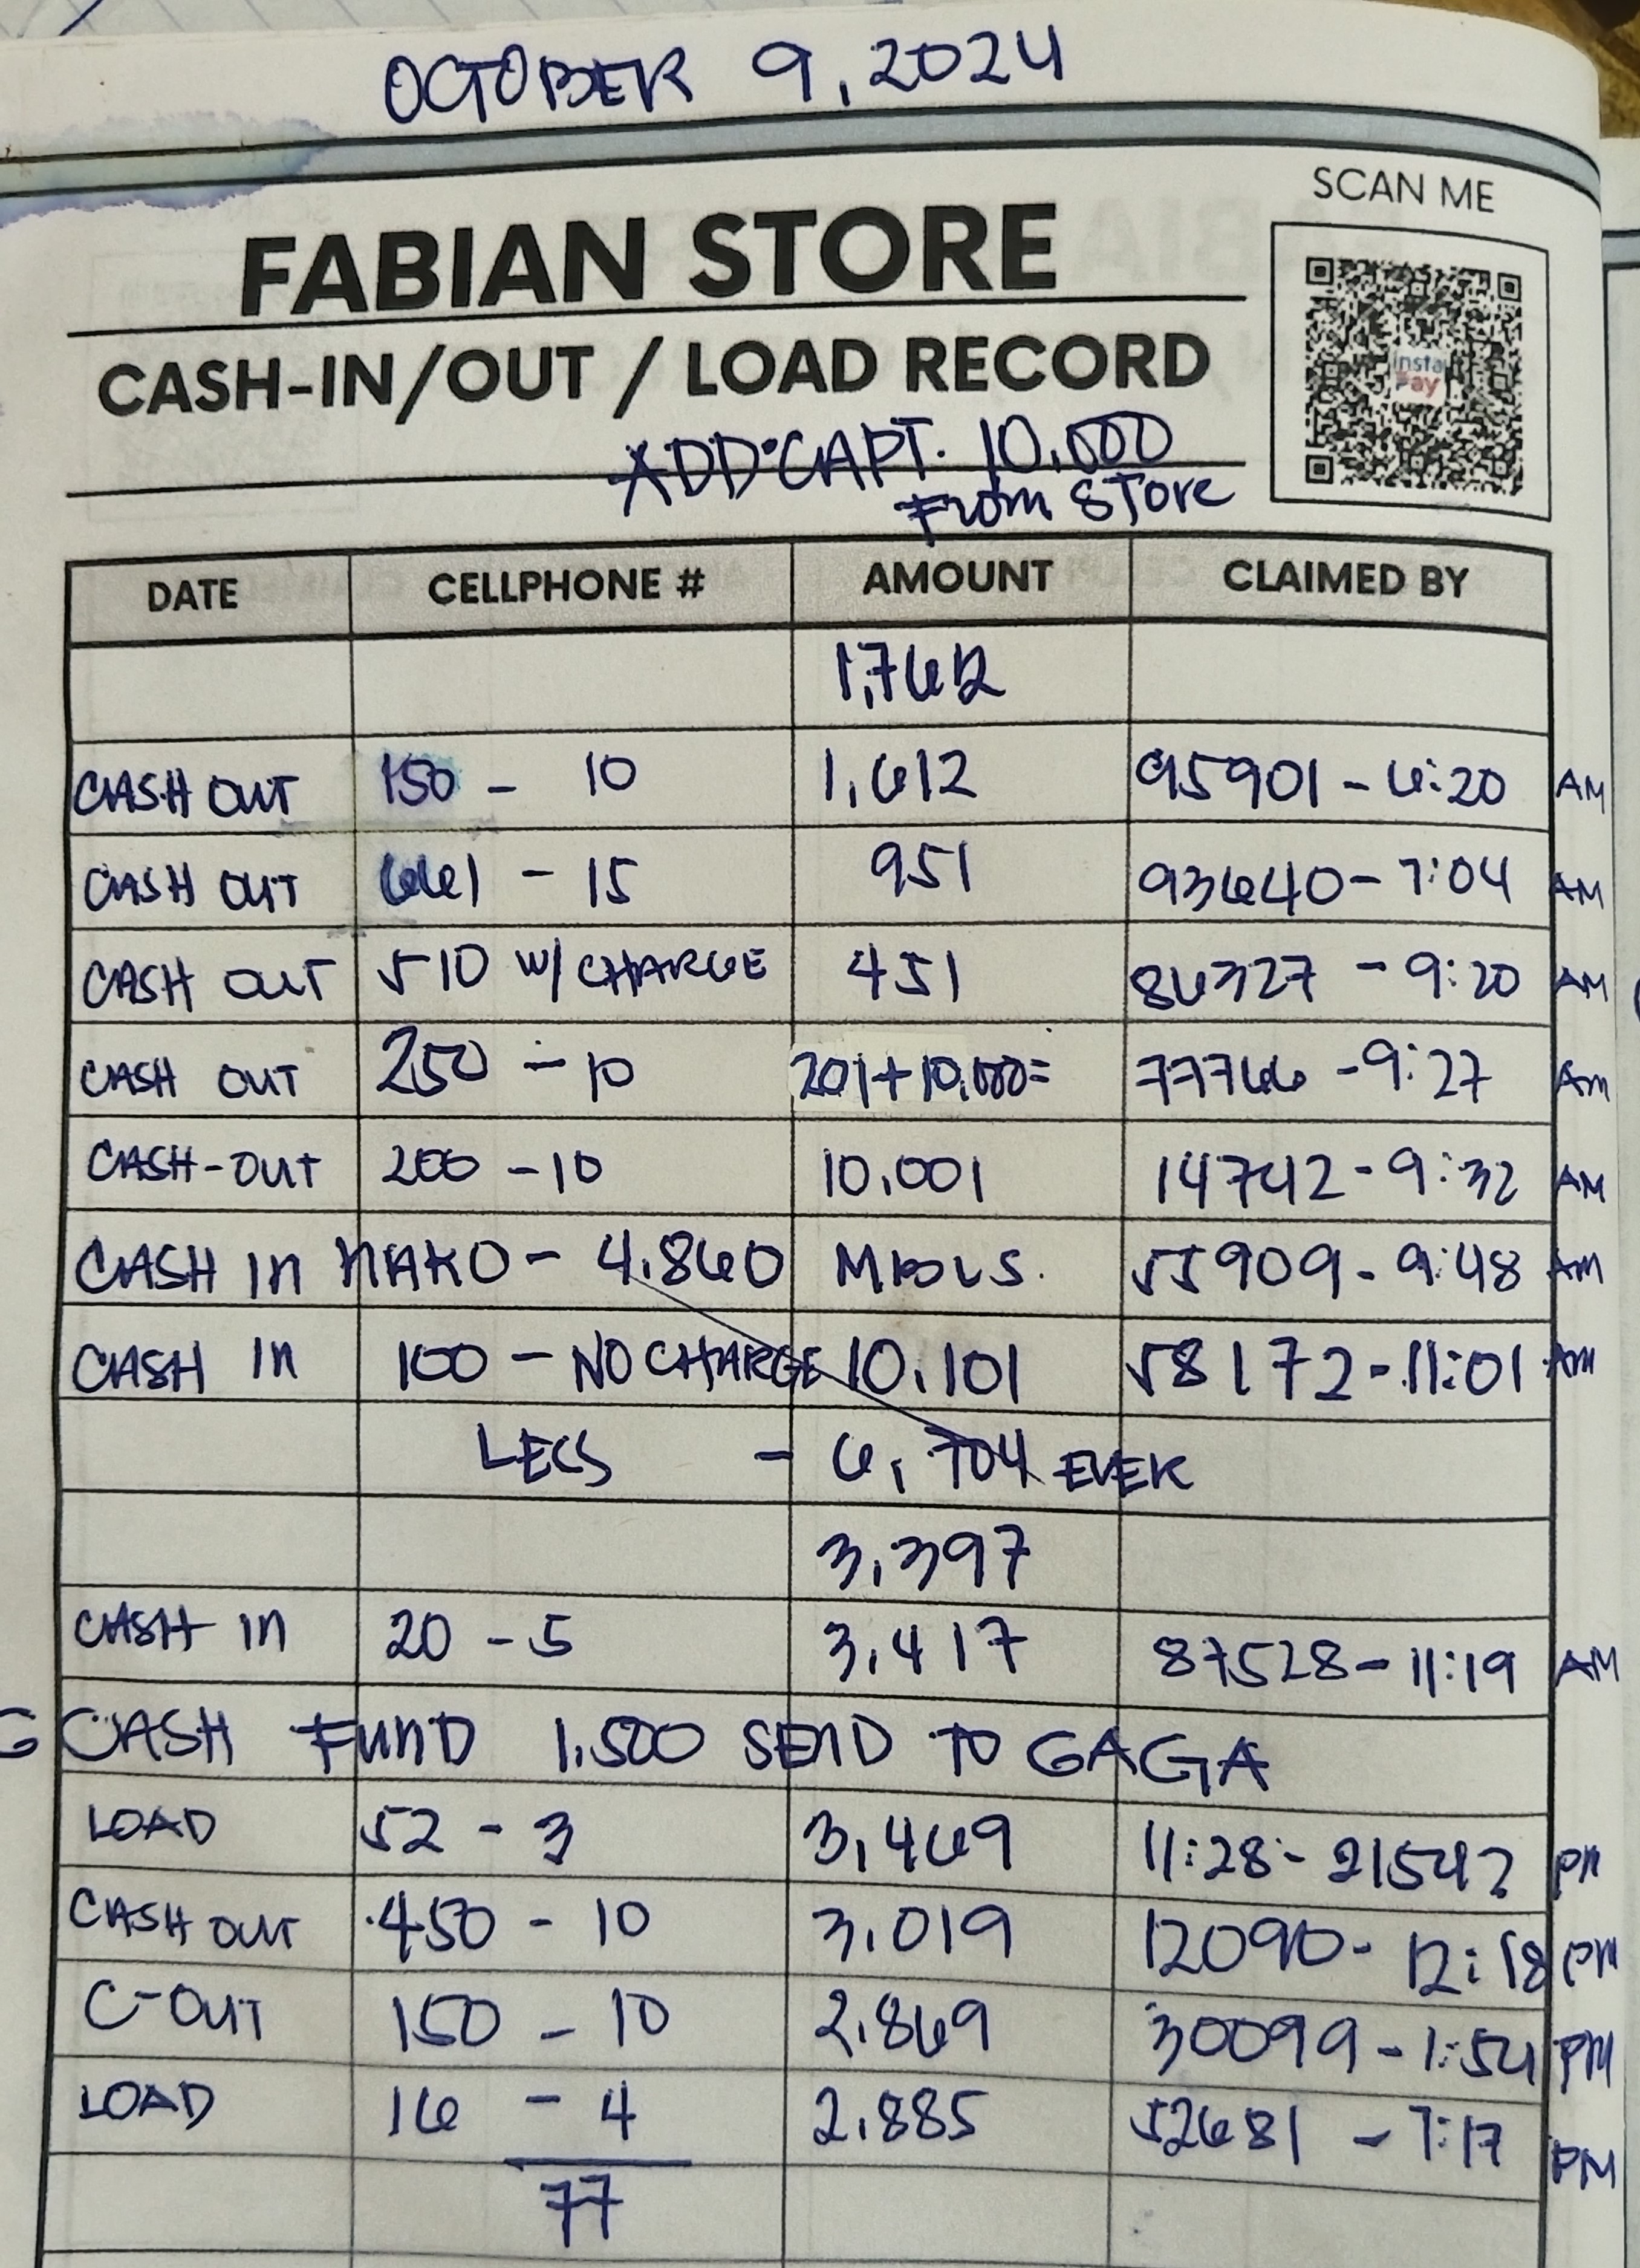 OCTOBER 9, 2024
SCAN ME
FABIAN STORE
insta
Pay
CASH-IN/OUT / LOAD RECORD
ADD CAPT. 10,000
From STore
DATE CELLPHONE # AMOUNT CLAIMED BY
1,762
CASH OUT 150 - 10 1,612 95901 - 6:20 AM
CASH OUT 661 - 15 951 93640 - 7:04 AM
CASH OUT 510 W/ CHARGE 451 86327 - 9:20 AM
CASH OUT 250 - 10 201+10,000= 77766 - 9:27 Am
CASH-OUT 200 - 10 10,001 14742 - 9:32 AM
CASH In NAKO - 4,860 55909 - 9:48 AM
CASH In 100 - NO CHARGE 10,101 58172 - 11:01 AM
LESS - 6,704 EVER
3,397
CASH In 20 - 5 3,417 87528 - 11:19 AM
G CASH FUND 1,500 SEND TO GAGA
LOAD 52 - 3 3,469 11:28 - 21542 PM
CASH OUT 450 - 10 3,019 12090 - 12:18 PM
C-OUT 150 - 10 2,869 30099 - 1:54 PM
LOAD 16 - 4 2,885 52681 - 7:17 PM
77